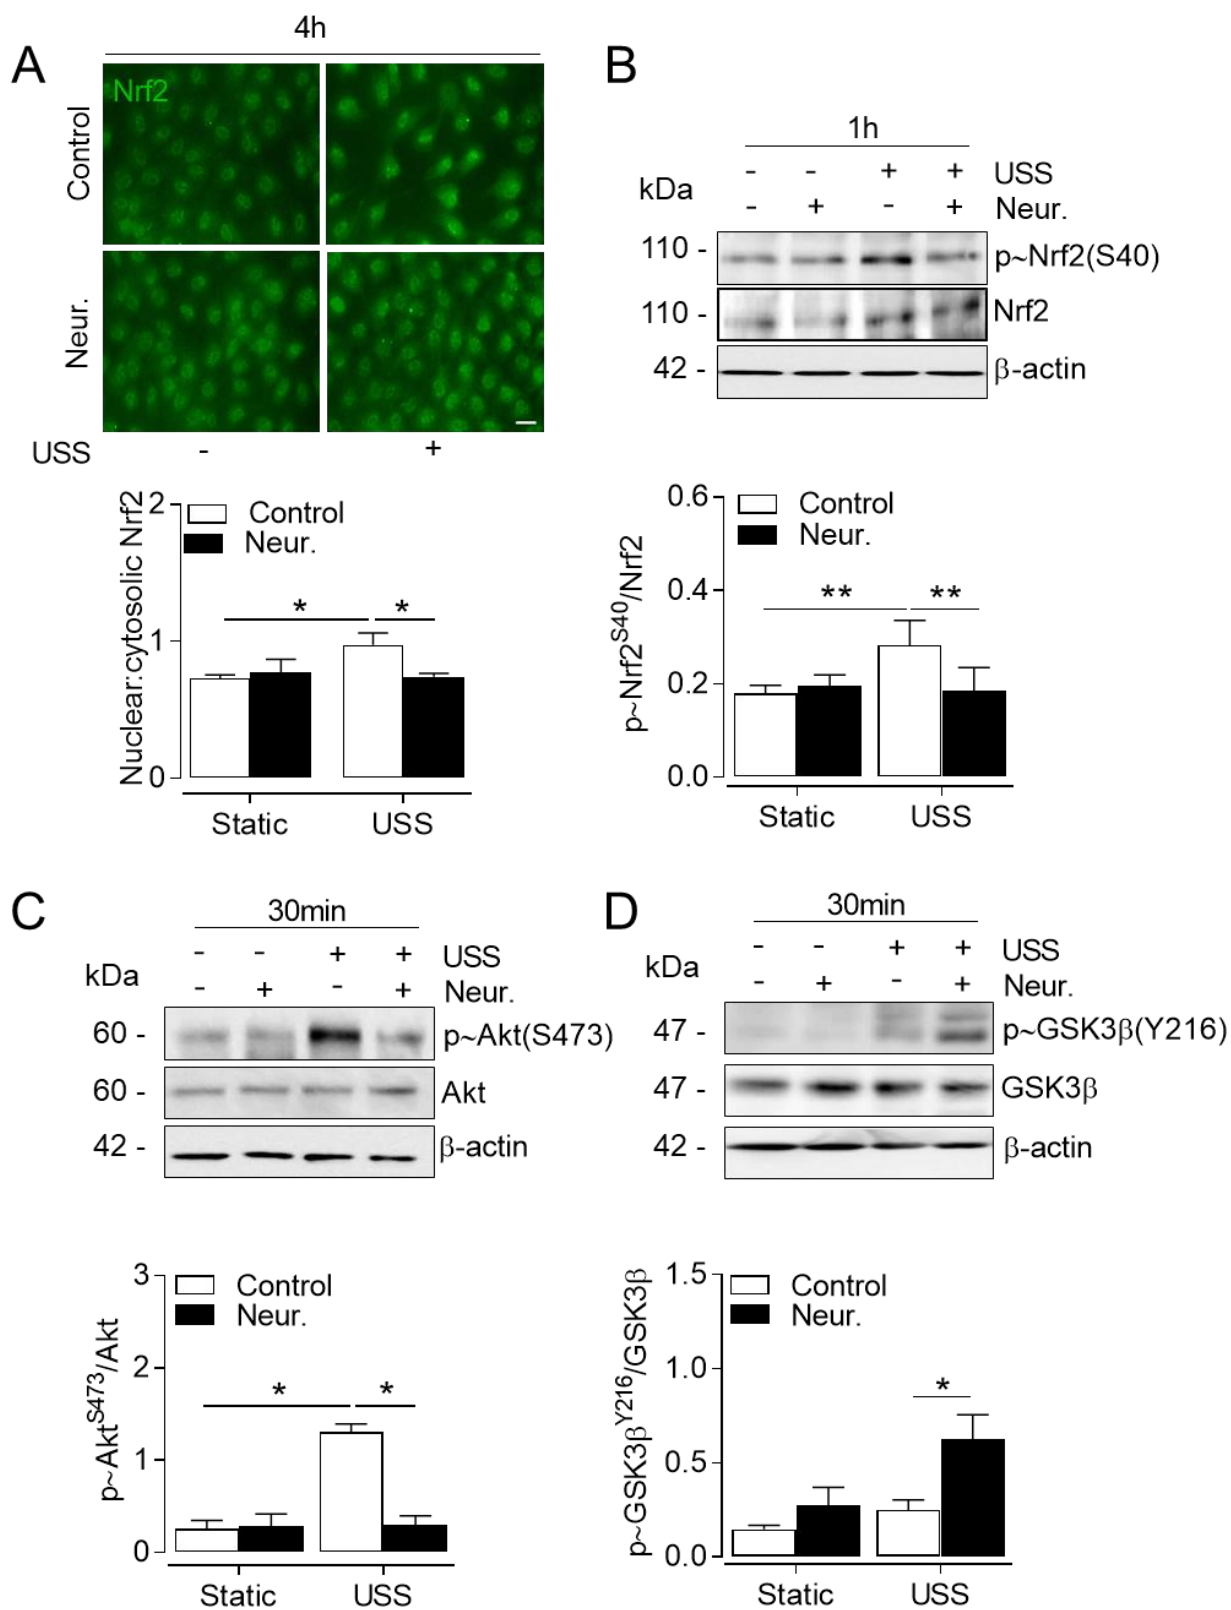 A
4h
Nrf2
Control
Neur.
USS - +
Nuclear:cytosolic Nrf2
2
1
0
Control
Neur.
* *
Static USS
B
1h
kDa
- - + + USS
- + - + Neur.
110 - p~Nrf2(S40)
110 - Nrf2
42 - β-actin
p~Nrf2S40/Nrf2
0.6
0.4
0.2
0.0
Control
Neur.
** **
Static USS
C
30min
kDa
- - + + USS
- + - + Neur.
60 - p~Akt(S473)
60 - Akt
42 - β-actin
p~AktS473/Akt
3
2
1
0
Control
Neur.
* *
Static USS
D
30min
kDa
- - + + USS
- + - + Neur.
47 - p~GSK3β(Y216)
47 - GSK3β
42 - β-actin
p~GSK3βY216/GSK3β
1.5
1.0
0.5
0.0
Control
Neur.
*
Static USS